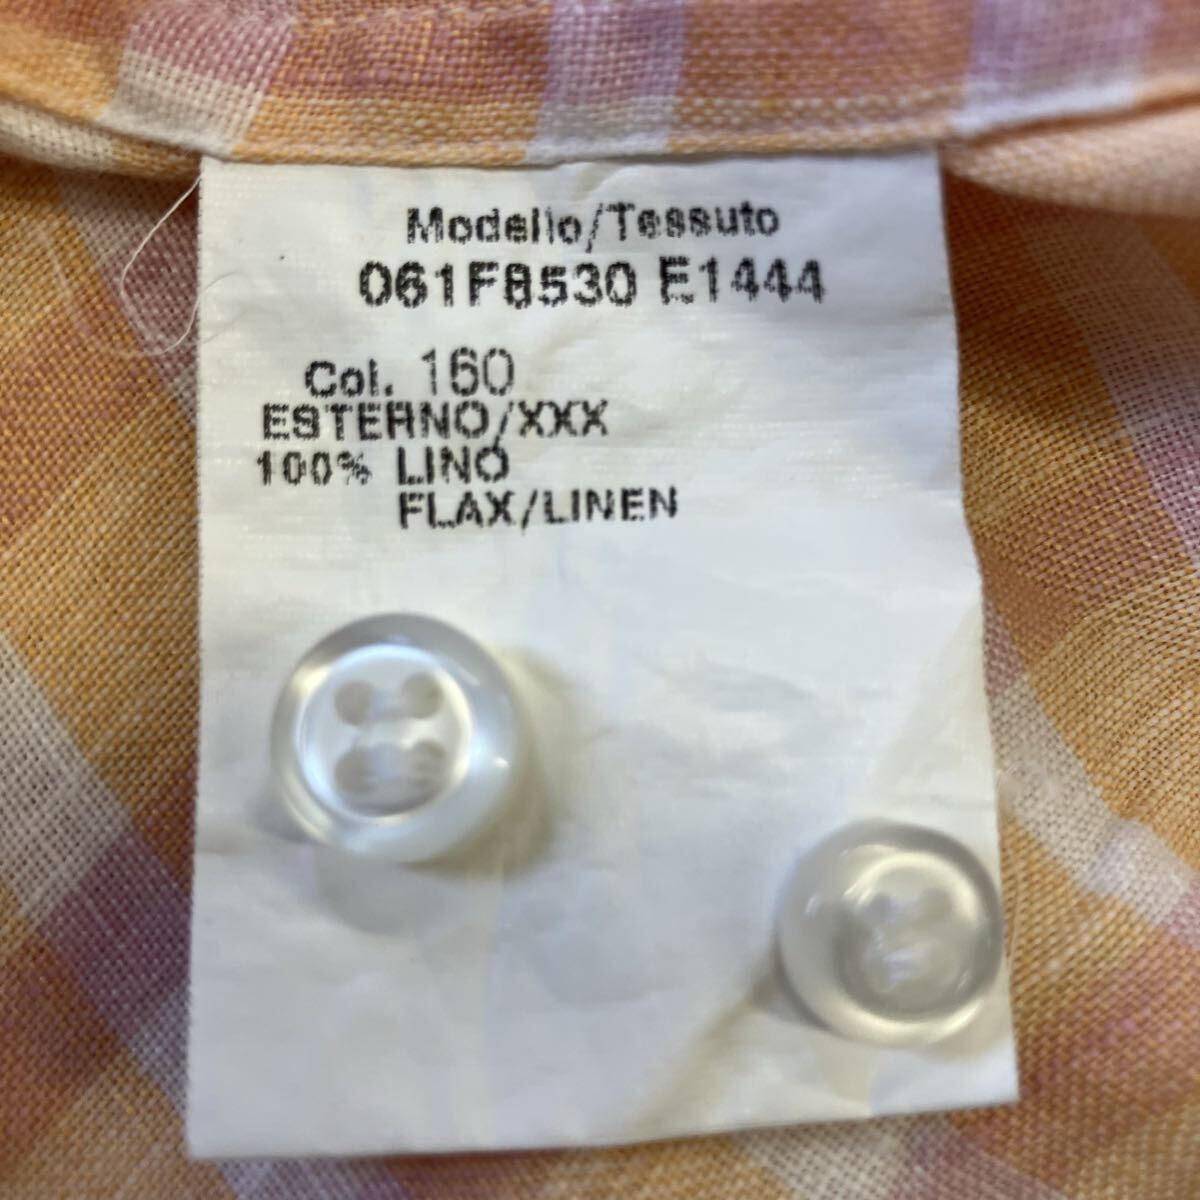 Modello/Tessuto
061F8530 E1444
Col. 160
ESTERNO/XXX
100% LINO
FLAX/LINEN